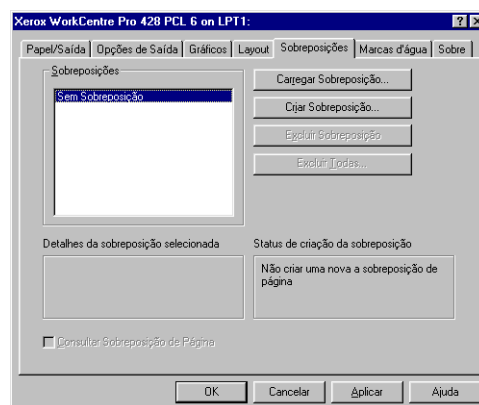 Xerox WorkCentre Pro 428 PCL 6 on LPT1:
Papel/Saída Opções de Saída Gráficos Layout Sobreposições Marcas d'água Sobre
Sobreposições
Sem Sobreposição
Carregar Sobreposição...
Criar Sobreposição...
Excluir Sobreposição
Excluir Todas...
Detalhes da sobreposição selecionada
Status de criação da sobreposição
Não criar uma nova a sobreposição de
página
Consultar Sobreposição de Página
OK Cancelar Aplicar Ajuda